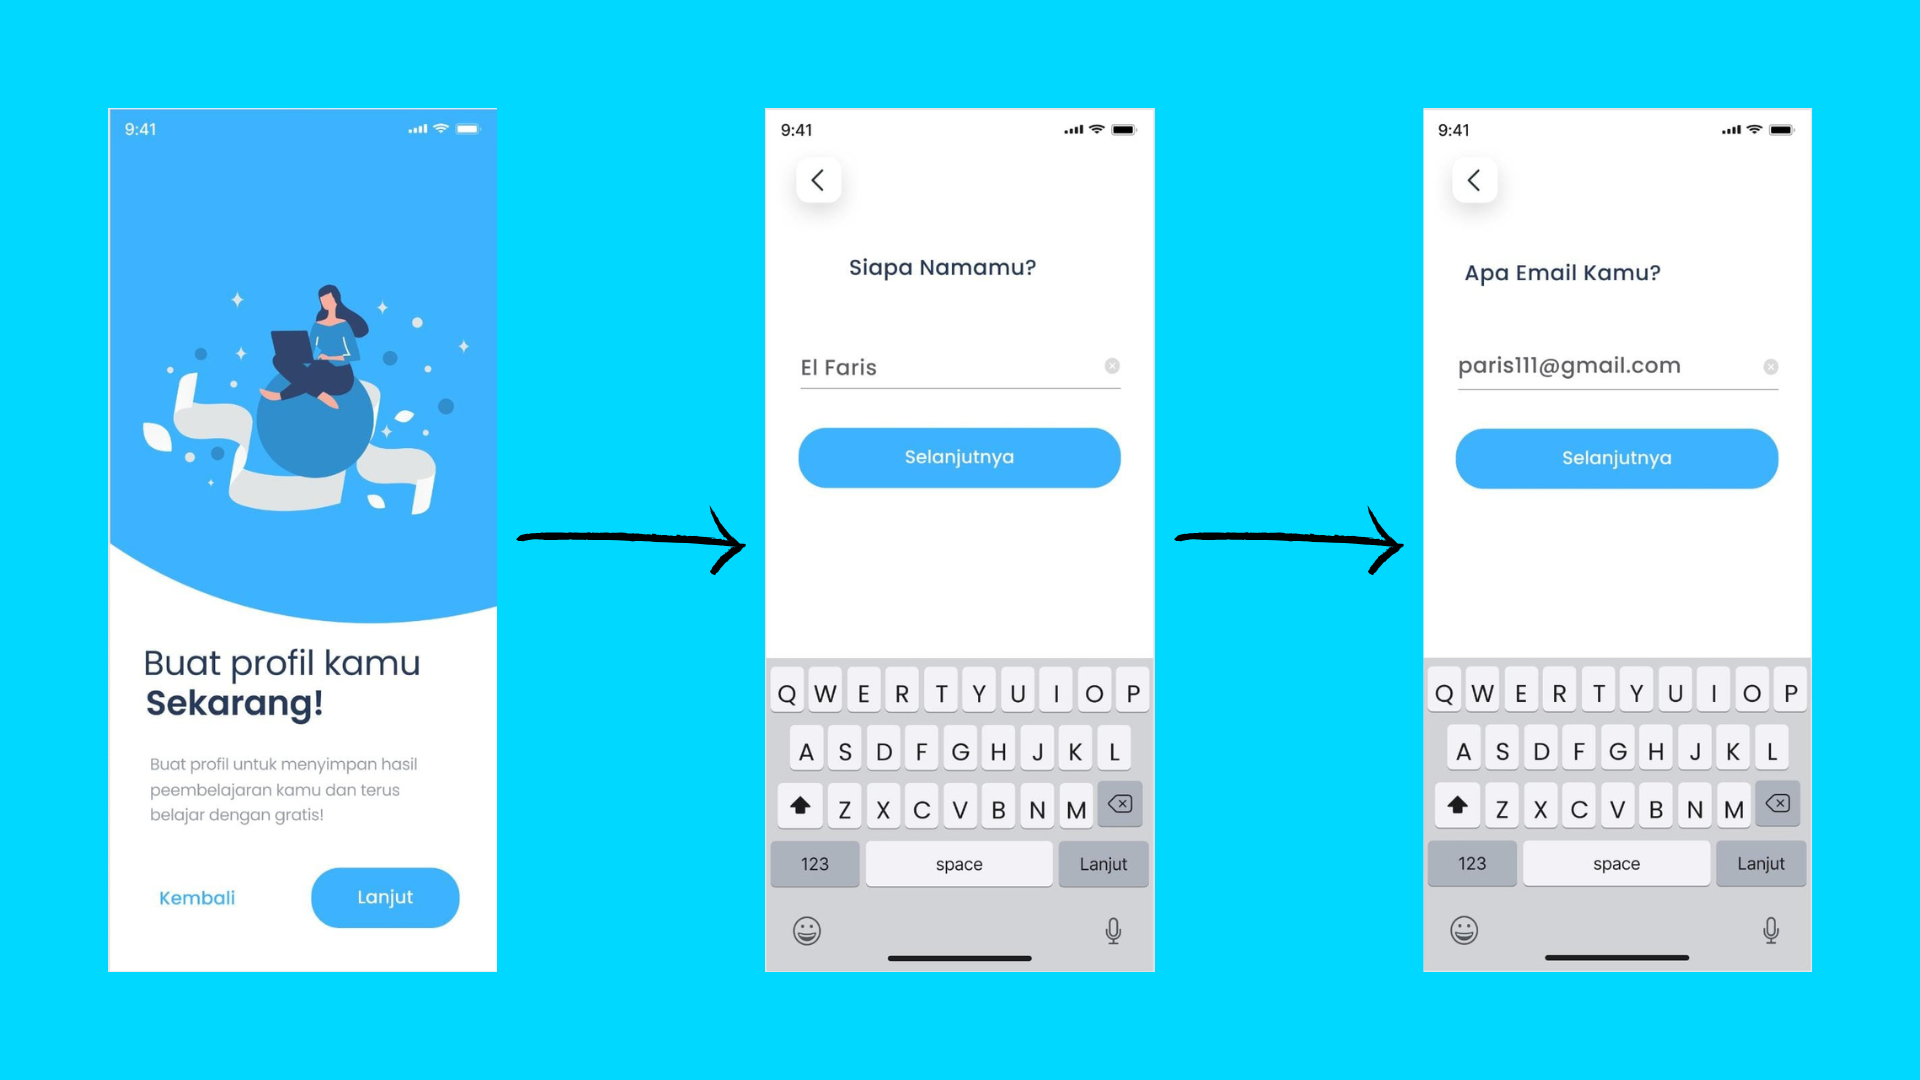 9:41
Buat profil kamu
Sekarang!
Buat profil untuk menyimpan hasil
peembelajaran kamu dan terus
belajar dengan gratis!
Kembali
Lanjut
9:41
Siapa Namamu?
El Faris
Selanjutnya
Q W E R T Y U I O P
A S D F G H J K L
Z X C V B N M
123 space Lanjut
9:41
Apa Email Kamu?
paris111@gmail.com
Selanjutnya
Q W E R T Y U I O P
A S D F G H J K L
Z X C V B N M
123 space Lanjut